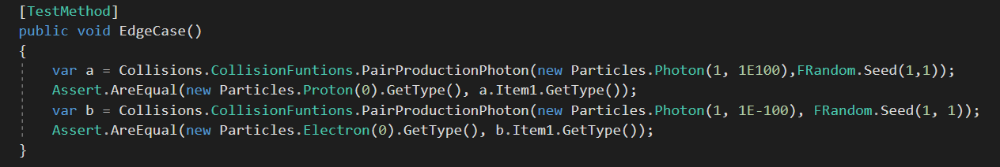 [TestMethod]
public void EdgeCase()
{
var a = Collisions.CollisionFuntions.PairProductionPhoton(new Particles.Photon(1, 1E100),FRandom.Seed(1,1));
Assert.AreEqual(new Particles.Proton(0).GetType(), a.Item1.GetType());
var b = Collisions.CollisionFuntions.PairProductionPhoton(new Particles.Photon(1, 1E-100), FRandom.Seed(1, 1));
Assert.AreEqual(new Particles.Electron(0).GetType(), b.Item1.GetType());
}